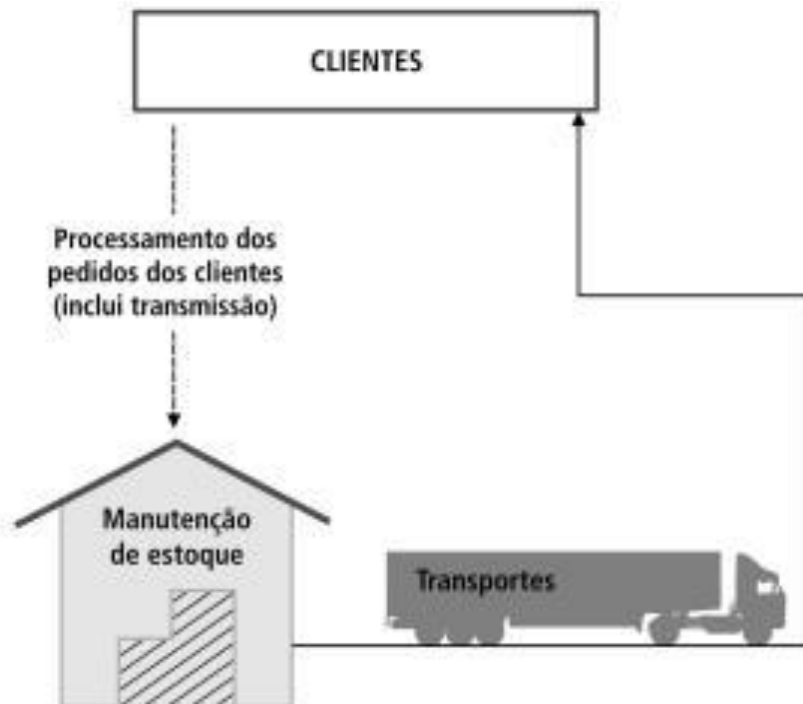 CLIENTES
Processamento dos
pedidos dos clientes
(inclui transmissão)
Manutenção
de estoque
Transportes